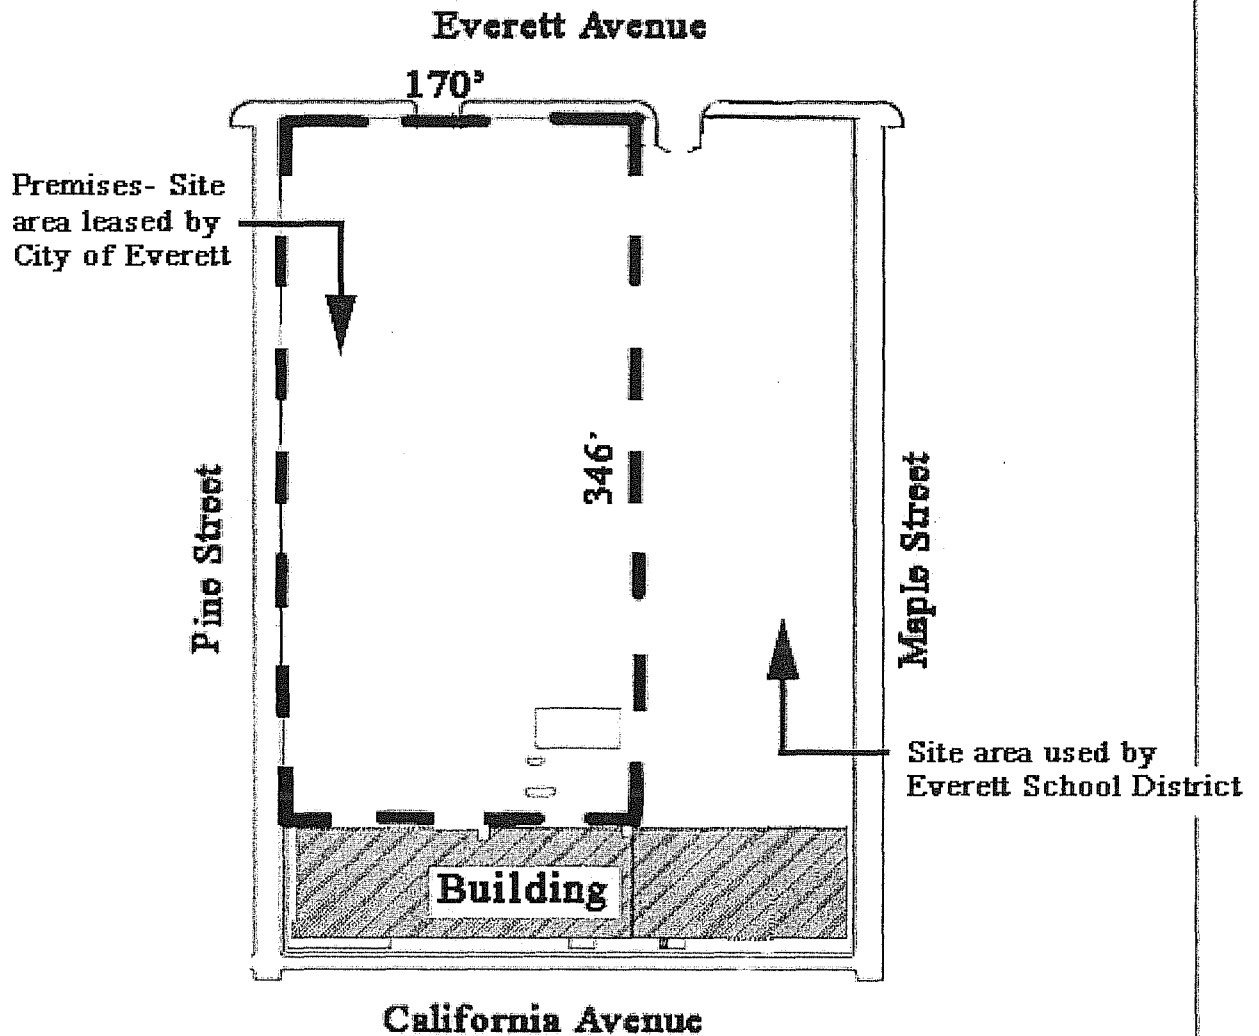 Everett Avenue
170'
Premises- Site
area leased by
City of Everett
346'
Pine Street
Maple Street
Site area used by
Everett School District
Building
California Avenue